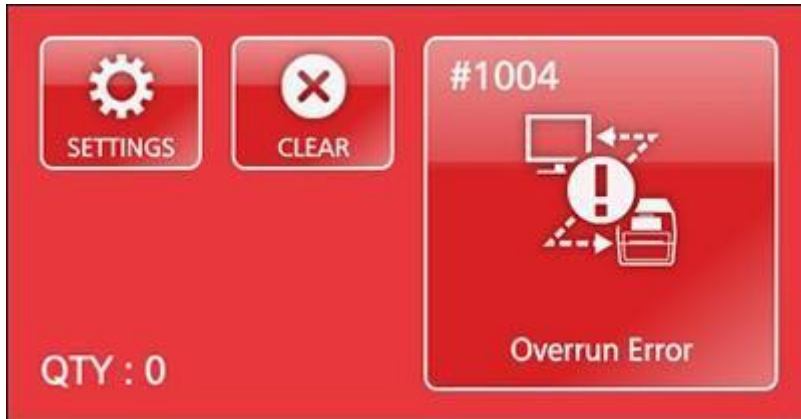 SETTINGS
CLEAR
#1004
Overrun Error
QTY : 0